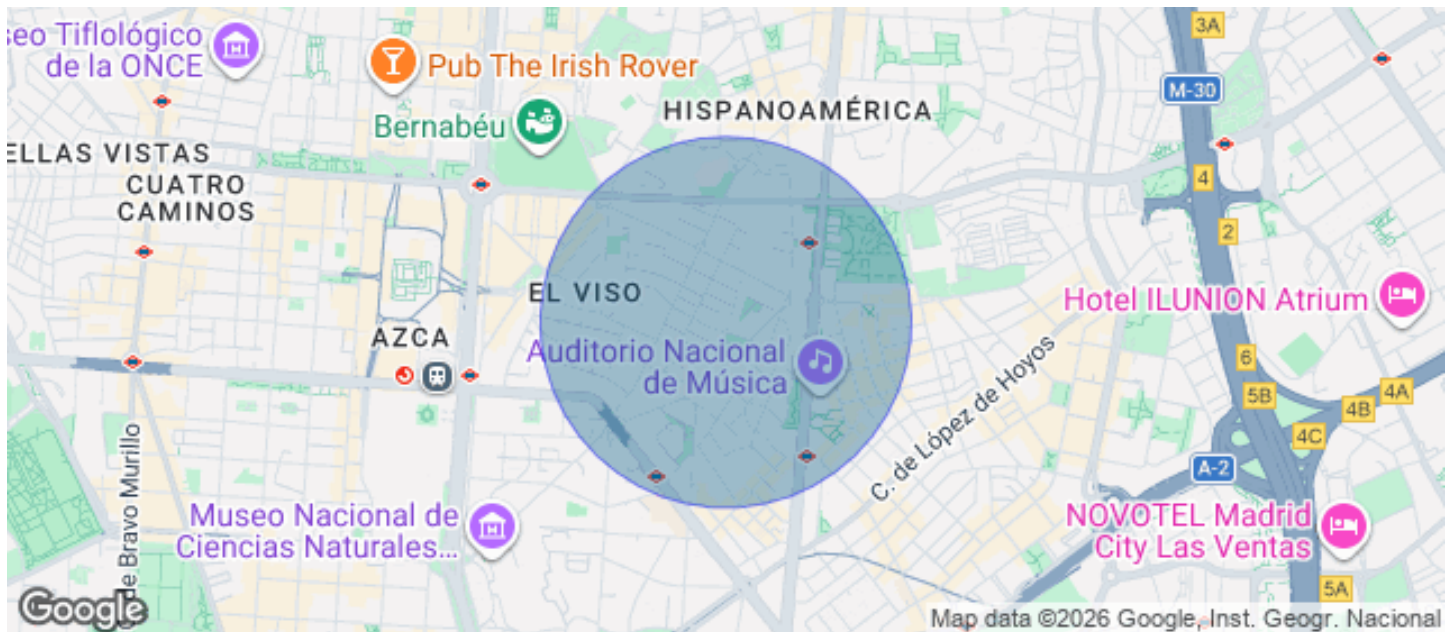 seo Tiflológico
de la ONCE
Pub The Irish Rover
3A
M-30
HISPANOAMÉRICA
Bernabéu
ELLAS VISTAS
CUATRO
CAMINOS
4
2
EL VISO
Hotel ILUNION Atrium
AZCA
Auditorio Nacional
de Música
6
5B
4A
4B
4C
C. de López de Hoyos
A-2
de Bravo Murillo
Museo Nacional de
Ciencias Naturales...
NOVOTEL Madrid
City Las Ventas
5A
Google
Map data ©2026 Google, Inst. Geogr. Nacional